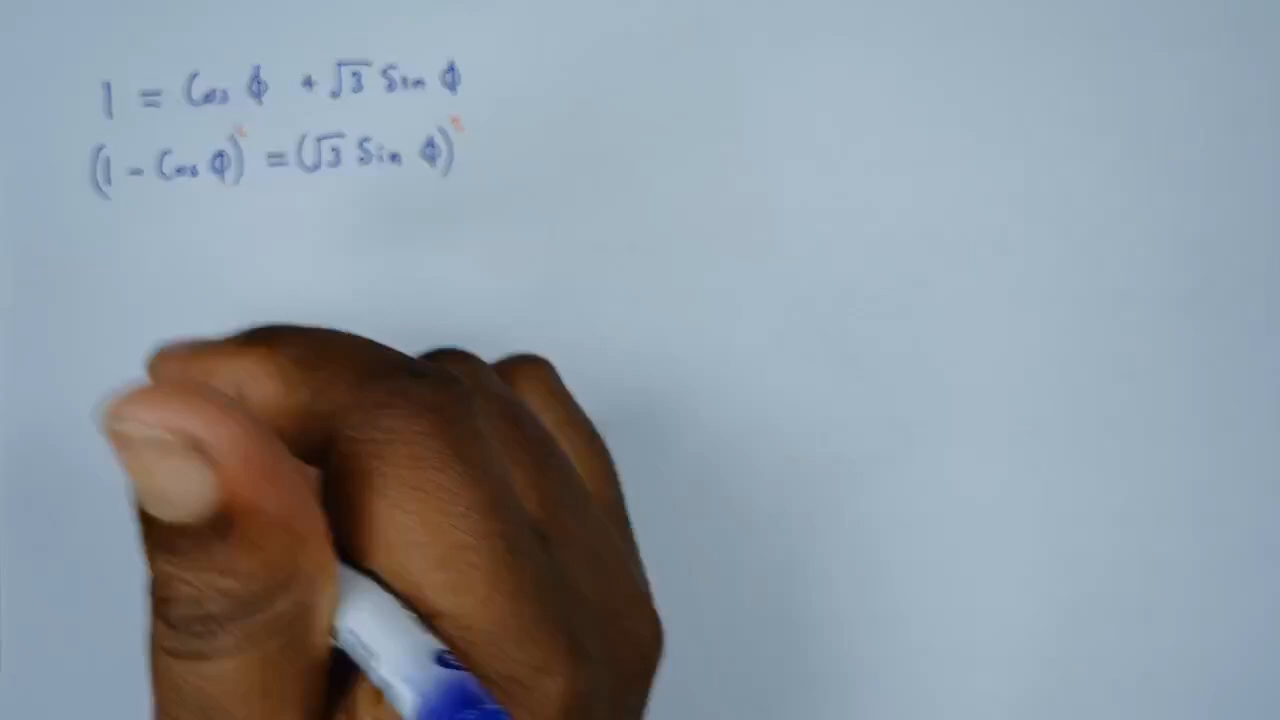 1 = Cos ϕ + √3 Sin ϕ
(1 - Cos ϕ)² = (√3 Sin ϕ)²